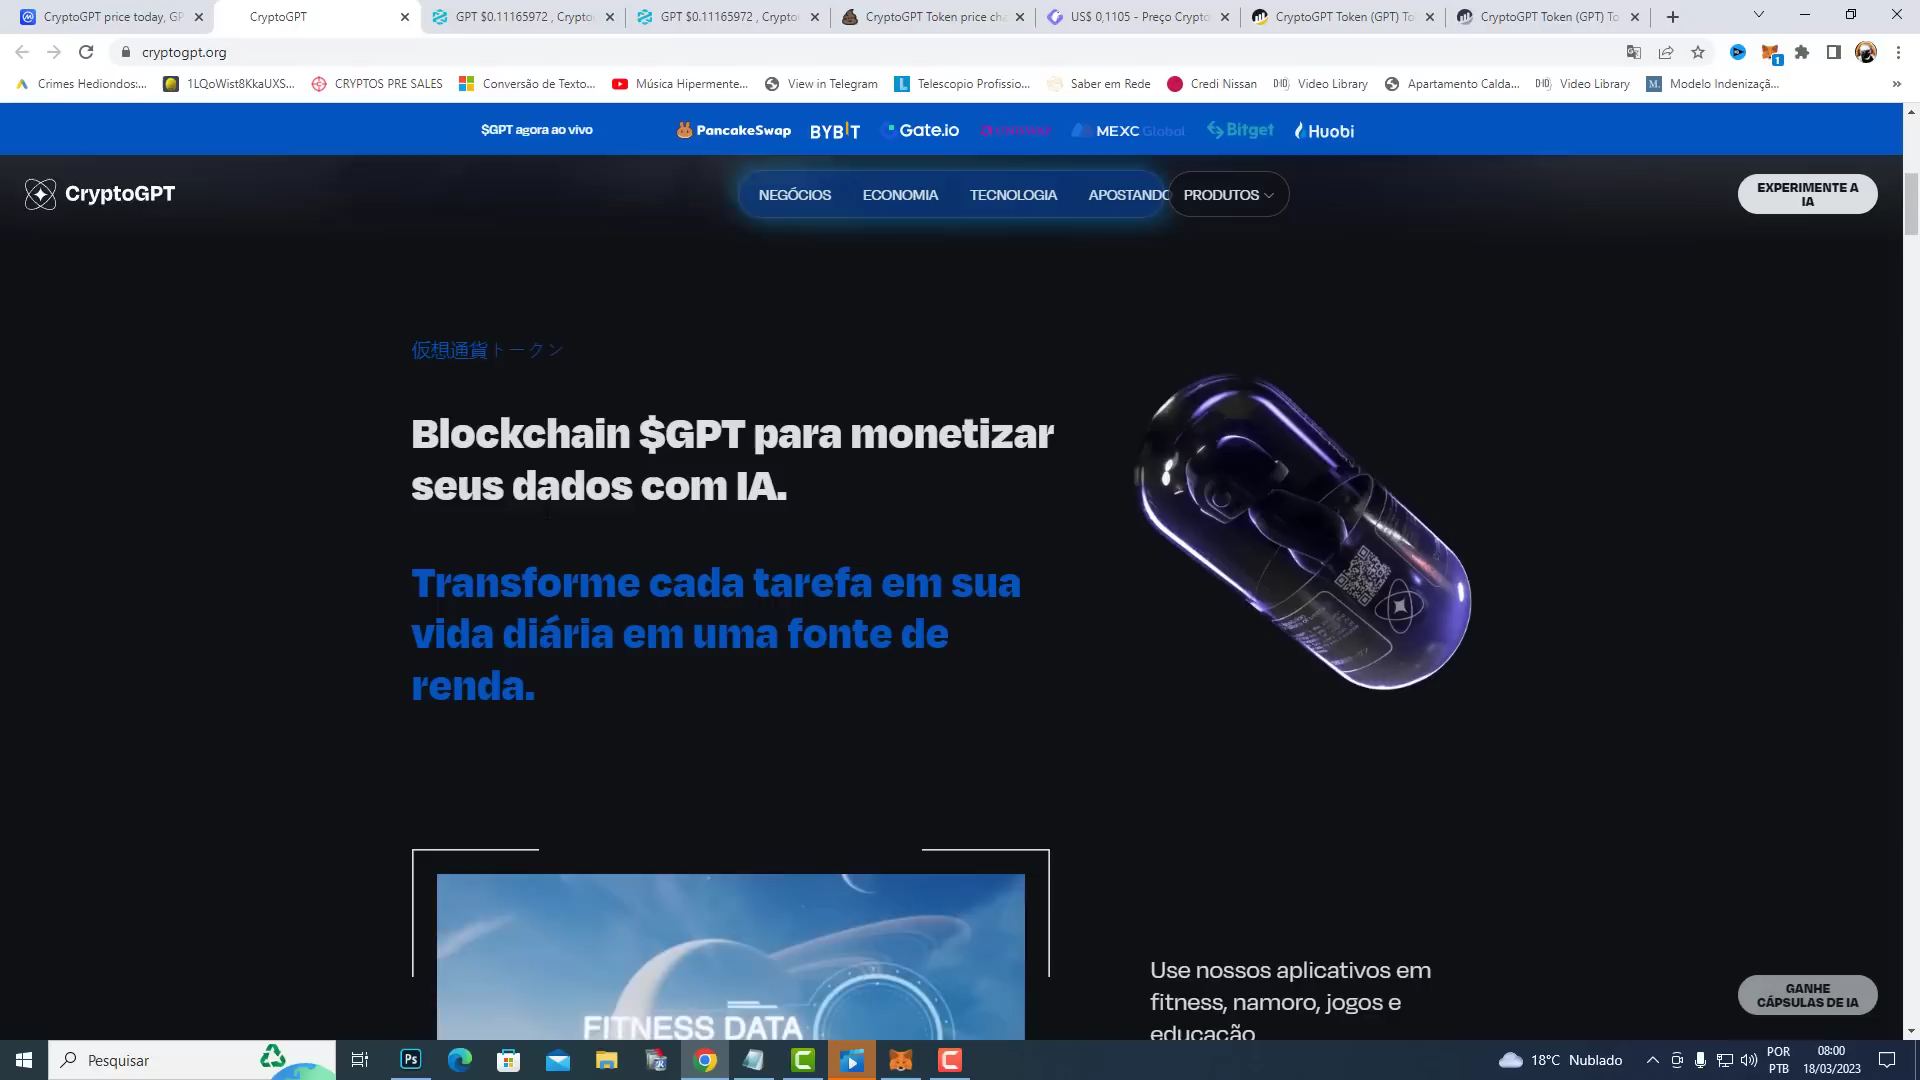 CryptoGPT price today, GP
CryptoGPT
GPT $0.11165972 , Crypto
GPT $0.11165972 , Crypto
CryptoGPT Token price cha
US$ 0,1105 - Preço Crypto
CryptoGPT Token (GPT) To
CryptoGPT Token (GPT) To
cryptogpt.org
Crimes Hediondos:...
1LQoWist8KkaUXS...
CRYPTOS PRE SALES
Conversão de Texto...
Música Hipermente...
View in Telegram
Telescopio Profissio...
Saber em Rede
Credi Nissan
Video Library
Apartamento Calda...
Video Library
Modelo Indenizaçã...
$GPT agora ao vivo
PancakeSwap
BYBIT
Gate.io
UNISWAP
MEXC Global
Bitget
Huobi
CryptoGPT
NEGÓCIOS
ECONOMIA
TECNOLOGIA
APOSTANDO
PRODUTOS
EXPERIMENTE A
IA
仮想通貨トークン
Blockchain $GPT para monetizar
seus dados com IA.
Transforme cada tarefa em sua
vida diária em uma fonte de
renda.
FITNESS DATA
Use nossos aplicativos em
fitness, namoro, jogos e
educação
GANHE
CÁPSULAS DE IA
Pesquisar
Ps
18°C Nublado
POR
PTB
08:00
18/03/2023